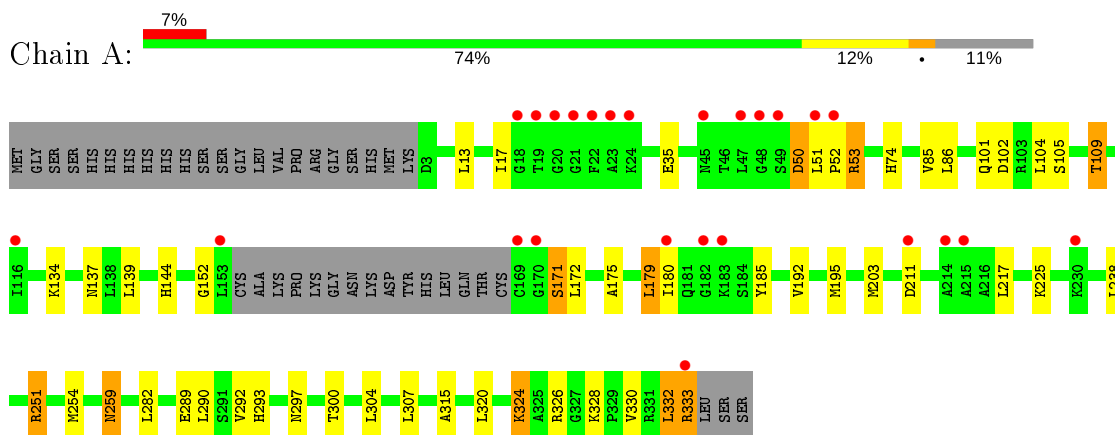 7%
Chain A:
74% 12% • 11%
MET GLY SER SER HIS HIS HIS HIS HIS HIS SER SER GLY LEU VAL PRO ARG GLY SER HIS MET LYS D3 L13 I17 G18 T19 G20 G21 F22 A23 K24 E35 N45 T46 L47 G48 S49 D50 L51 P52 R53 H74 V85 L86 Q101 D102 R103 L104 S105 T109
I116 K134 N137 L138 L139 H144 G152 L153 CYS ALA LYS PRO LYS GLY ASN LYS ASP TYR HIS LEU GLN THR CYS C169 G170 S171 L172 A175 L179 I180 Q181 G182 K183 S184 Y185 V192 M195 M203 D211 A214 A215 A216 L217 K225 K230
R251 M254 N259 L282 E289 L290 S291 V292 H293 N297 T300 L304 L307 A315 L320 K324 A325 R326 G327 K328 P329 V330 R331 L332 R333 LEU SER SER